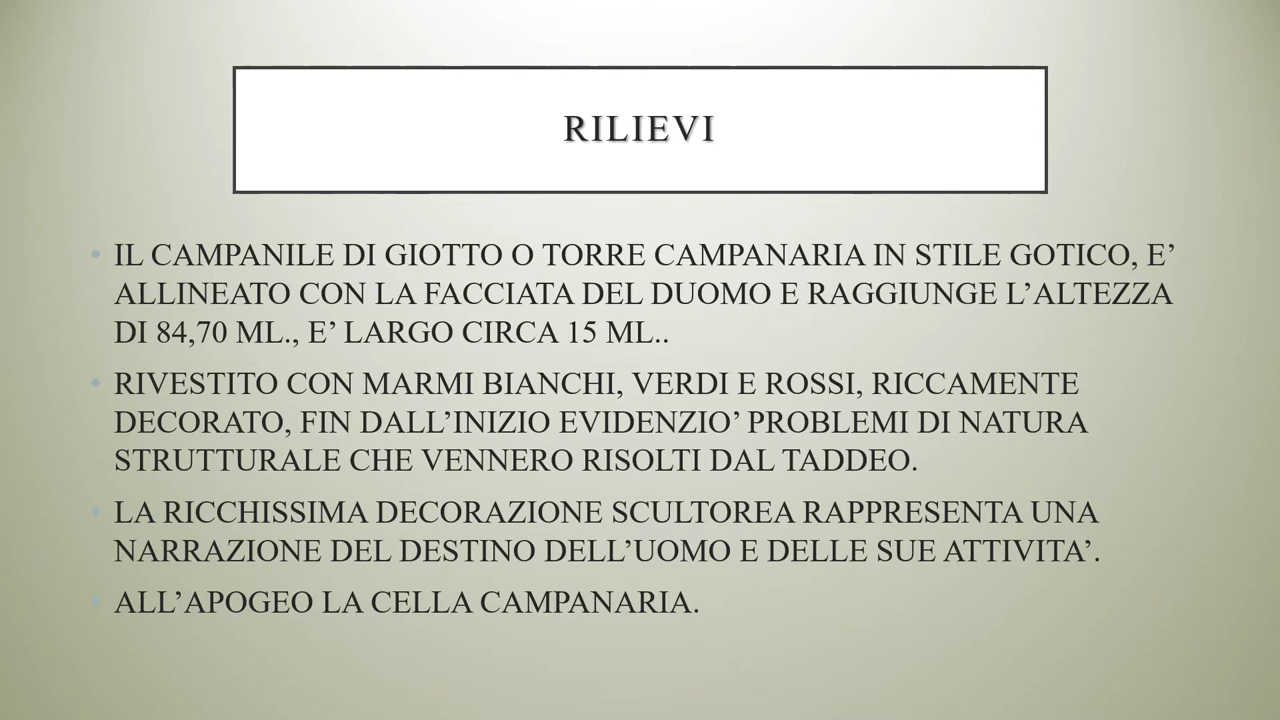 RILIEVI
IL CAMPANILE DI GIOTTO O TORRE CAMPANARIA IN STILE GOTICO, E’
ALLINEATO CON LA FACCIATA DEL DUOMO E RAGGIUNGE L’ALTEZZA
DI 84,70 ML., E’ LARGO CIRCA 15 ML..
RIVESTITO CON MARMI BIANCHI, VERDI E ROSSI, RICCAMENTE
DECORATO, FIN DALL’INIZIO EVIDENZIO’ PROBLEMI DI NATURA
STRUTTURALE CHE VENNERO RISOLTI DAL TADDEO.
LA RICCHISSIMA DECORAZIONE SCULTOREA RAPPRESENTA UNA
NARRAZIONE DEL DESTINO DELL’UOMO E DELLE SUE ATTIVITA’.
ALL’APOGEO LA CELLA CAMPANARIA.